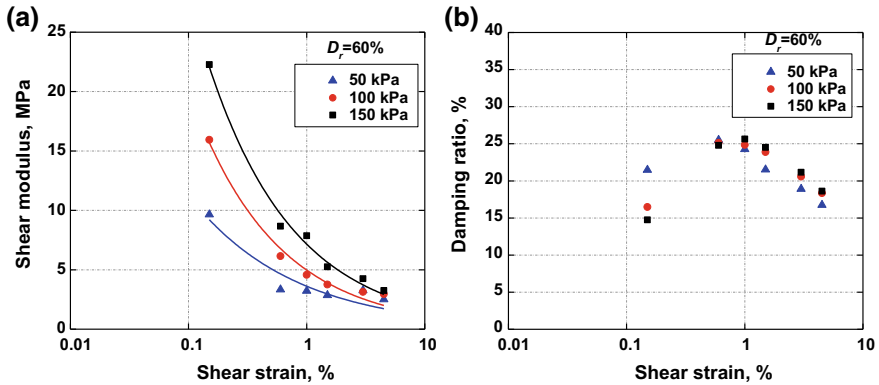 (a)
Shear modulus, MPa
25
20
15
10
5
0
0.01
0.1
1
10
Shear strain, %
Dr=60%
50 kPa
100 kPa
150 kPa
(b)
Damping ratio, %
40
35
30
25
20
15
10
5
0
0.01
0.1
1
10
Shear strain, %
Dr=60%
50 kPa
100 kPa
150 kPa